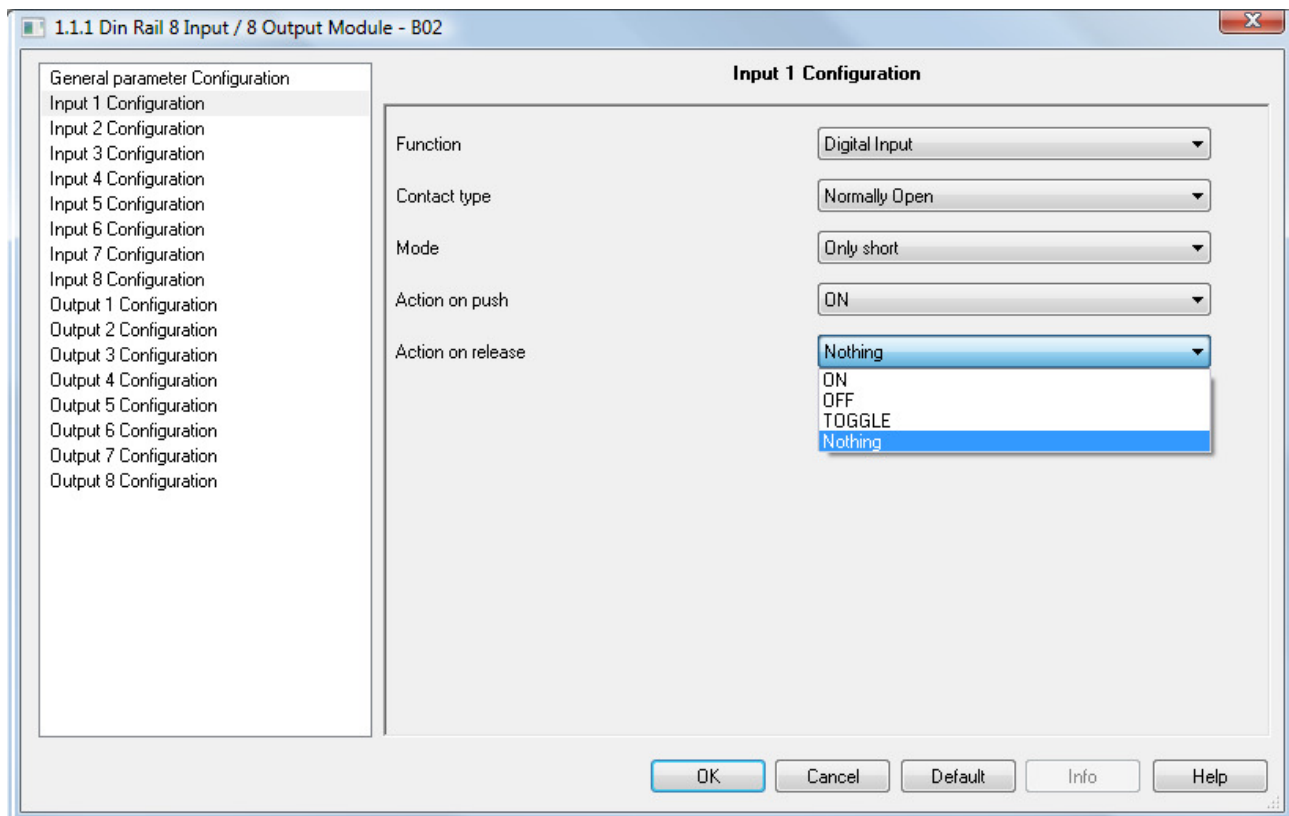 1.1.1 Din Rail 8 Input / 8 Output Module - B02
General parameter Configuration
Input 1 Configuration
Input 2 Configuration
Input 3 Configuration
Input 4 Configuration
Input 5 Configuration
Input 6 Configuration
Input 7 Configuration
Input 8 Configuration
Output 1 Configuration
Output 2 Configuration
Output 3 Configuration
Output 4 Configuration
Output 5 Configuration
Output 6 Configuration
Output 7 Configuration
Output 8 Configuration
Input 1 Configuration
Function Digital Input
Contact type Normally Open
Mode Only short
Action on push ON
Action on release Nothing
ON
OFF
TOGGLE
Nothing
OK Cancel Default Info Help